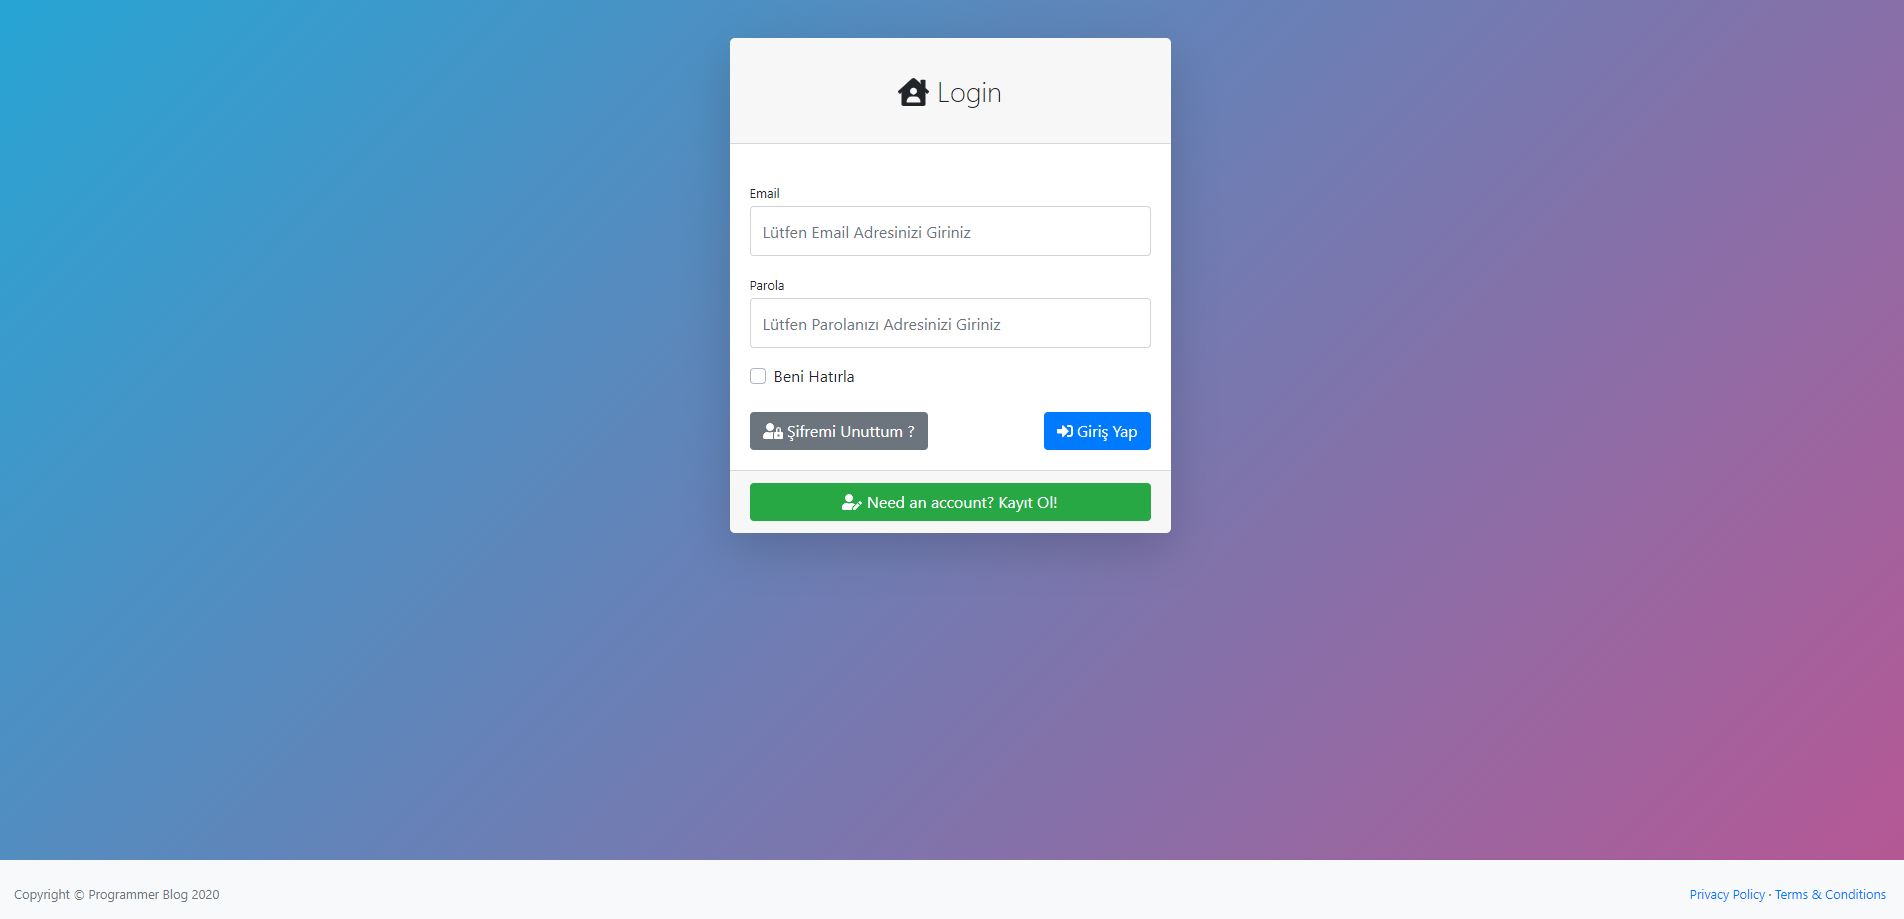 Login
Email
Lütfen Email Adresinizi Giriniz
Parola
Lütfen Parolanızı Adresinizi Giriniz
Beni Hatırla
Şifremi Unuttum ?
Giriş Yap
Need an account? Kayıt Ol!
Copyright © Programmer Blog 2020
Privacy Policy · Terms & Conditions